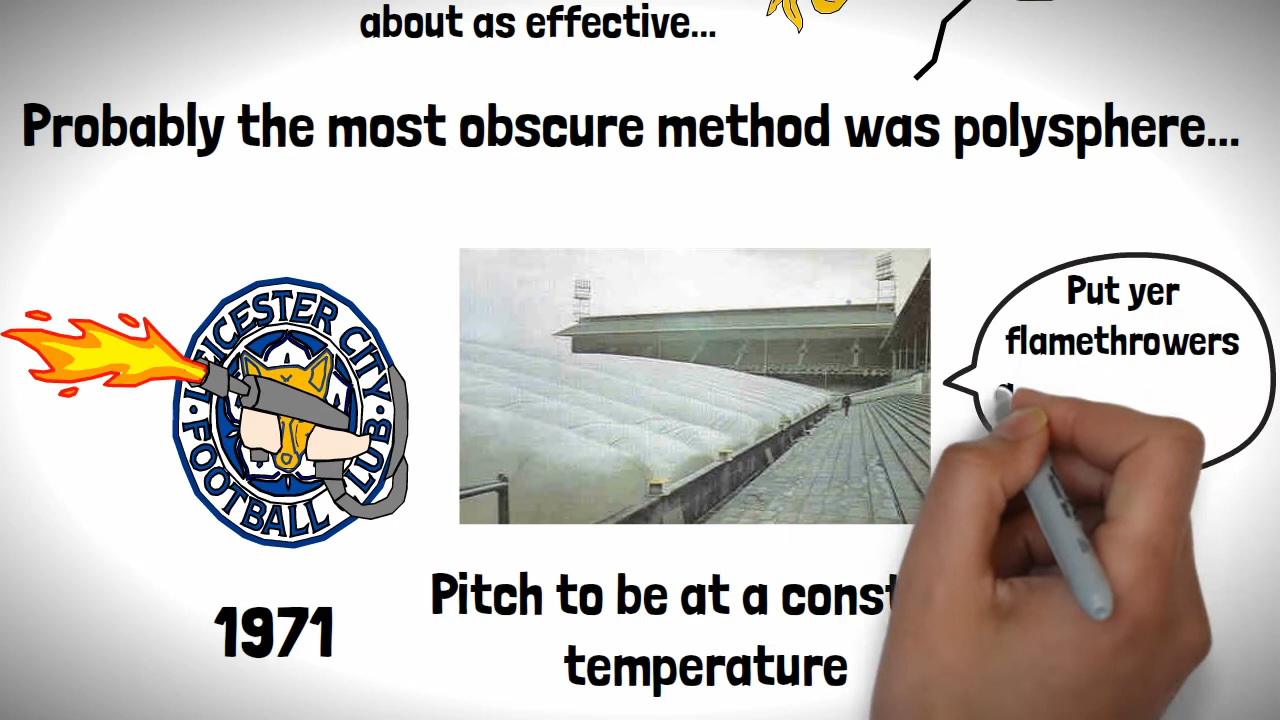 about as effective...
Probably the most obscure method was polysphere...
LEICESTER CITY
FOOTBALL CLUB
Put yer
flamethrowers
1971
Pitch to be at a const
temperature